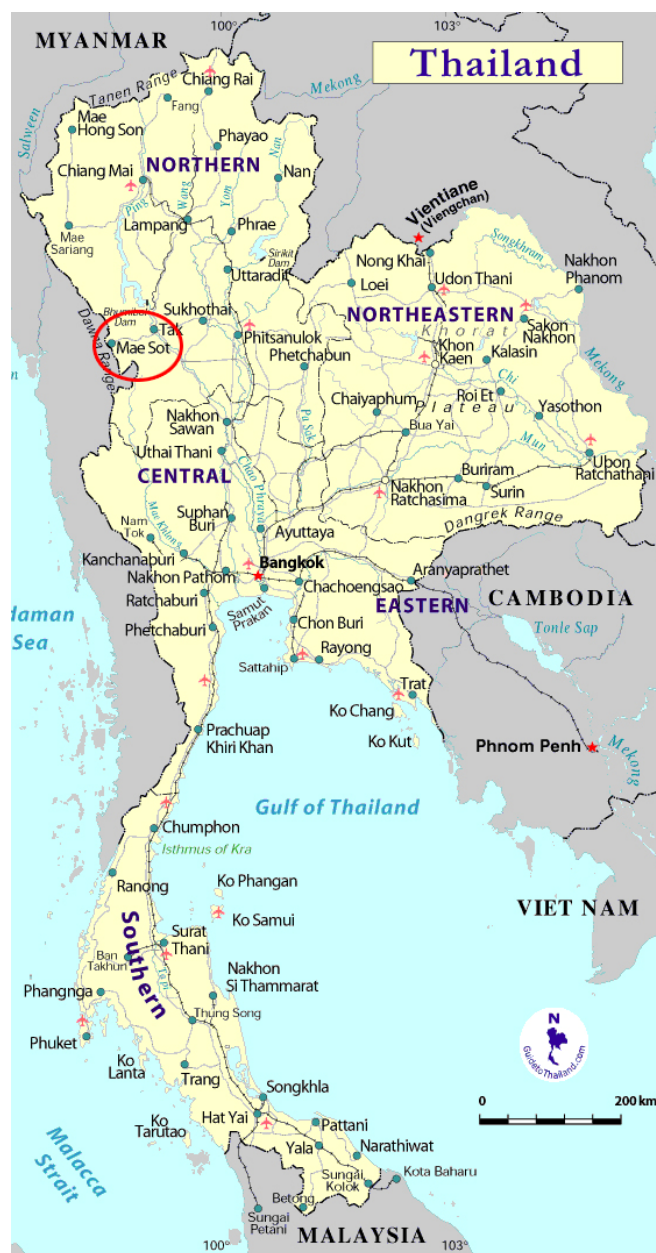 100°
103°
MYANMAR
Thailand
Tanen Range
Chiang Rai
Fang
Mekong
Salween
Mae
Hong Son
Phayao
Nan
NORTHERN
Chiang Mai
Nan
Ping
Wang
Yom
Lampang
Phrae
Vientiane
(Viengchan)
Mae
Sariang
Sirikit
Dam
Songkhram
Nong Khai
Nakhon
Phanom
Uttaradit
Loei
Udon Thani
Bhumibol
Dam
Sukhothai
NORTHEASTERN
Dawna Range
Tak
Phitsanulok
Khorat
Sakon
Nakhon
Mae Sot
Phetchabun
Khon
Kaen
Kalasin
Mekong
Chi
Chaiyaphum
Roi Et
Plateau
Yasothon
Nakhon
Sawan
Pa Sak
Bua Yai
Uthai Thani
Mun
CENTRAL
Chao Phraya
Nakhon
Ratchasima
Buriram
Surin
Ubon
Ratchathani
Suphan
Buri
Dangrek Range
Nam
Tok
Mae Khlong
Ayuttaya
Kanchanaburi
Bangkok
Aranyaprathet
Nakhon Pathom
Chachoengsao
Ratchaburi
Samut
Prakan
EASTERN
CAMBODIA
daman
Sea
Phetchaburi
Chon Buri
Tonle Sap
Rayong
Sattahip
Trat
Ko Chang
Prachuap
Khiri Khan
Ko Kut
Phnom Penh
Mekong
Gulf of Thailand
Chumphon
Isthmus of Kra
Ranong
Ko Phangan
VIET NAM
Southern
Ko Samui
Surat
Thani
Ban
Takhun
Tapi
Nakhon
Si Thammarat
Phangnga
Thung Song
N
GuidetoThailand.com
Phuket
Ko
Lanta
Trang
Songkhla
0
200 km
Ko
Tarutao
Hat Yai
Pattani
Malacca
Strait
Yala
Narathiwat
Sungai
Kolok
Kota Baharu
Betong
Sungai
Petani
MALAYSIA
100°
103°